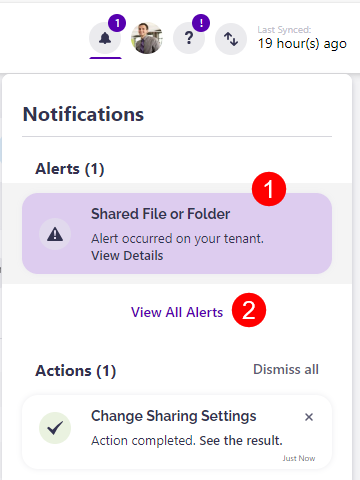 1
!
?
Last Synced:
19 hour(s) ago
Notifications
Alerts (1)
1
Shared File or Folder
Alert occurred on your tenant.
View Details
View All Alerts
2
Actions (1)
Dismiss all
Change Sharing Settings
Action completed. See the result.
Just Now